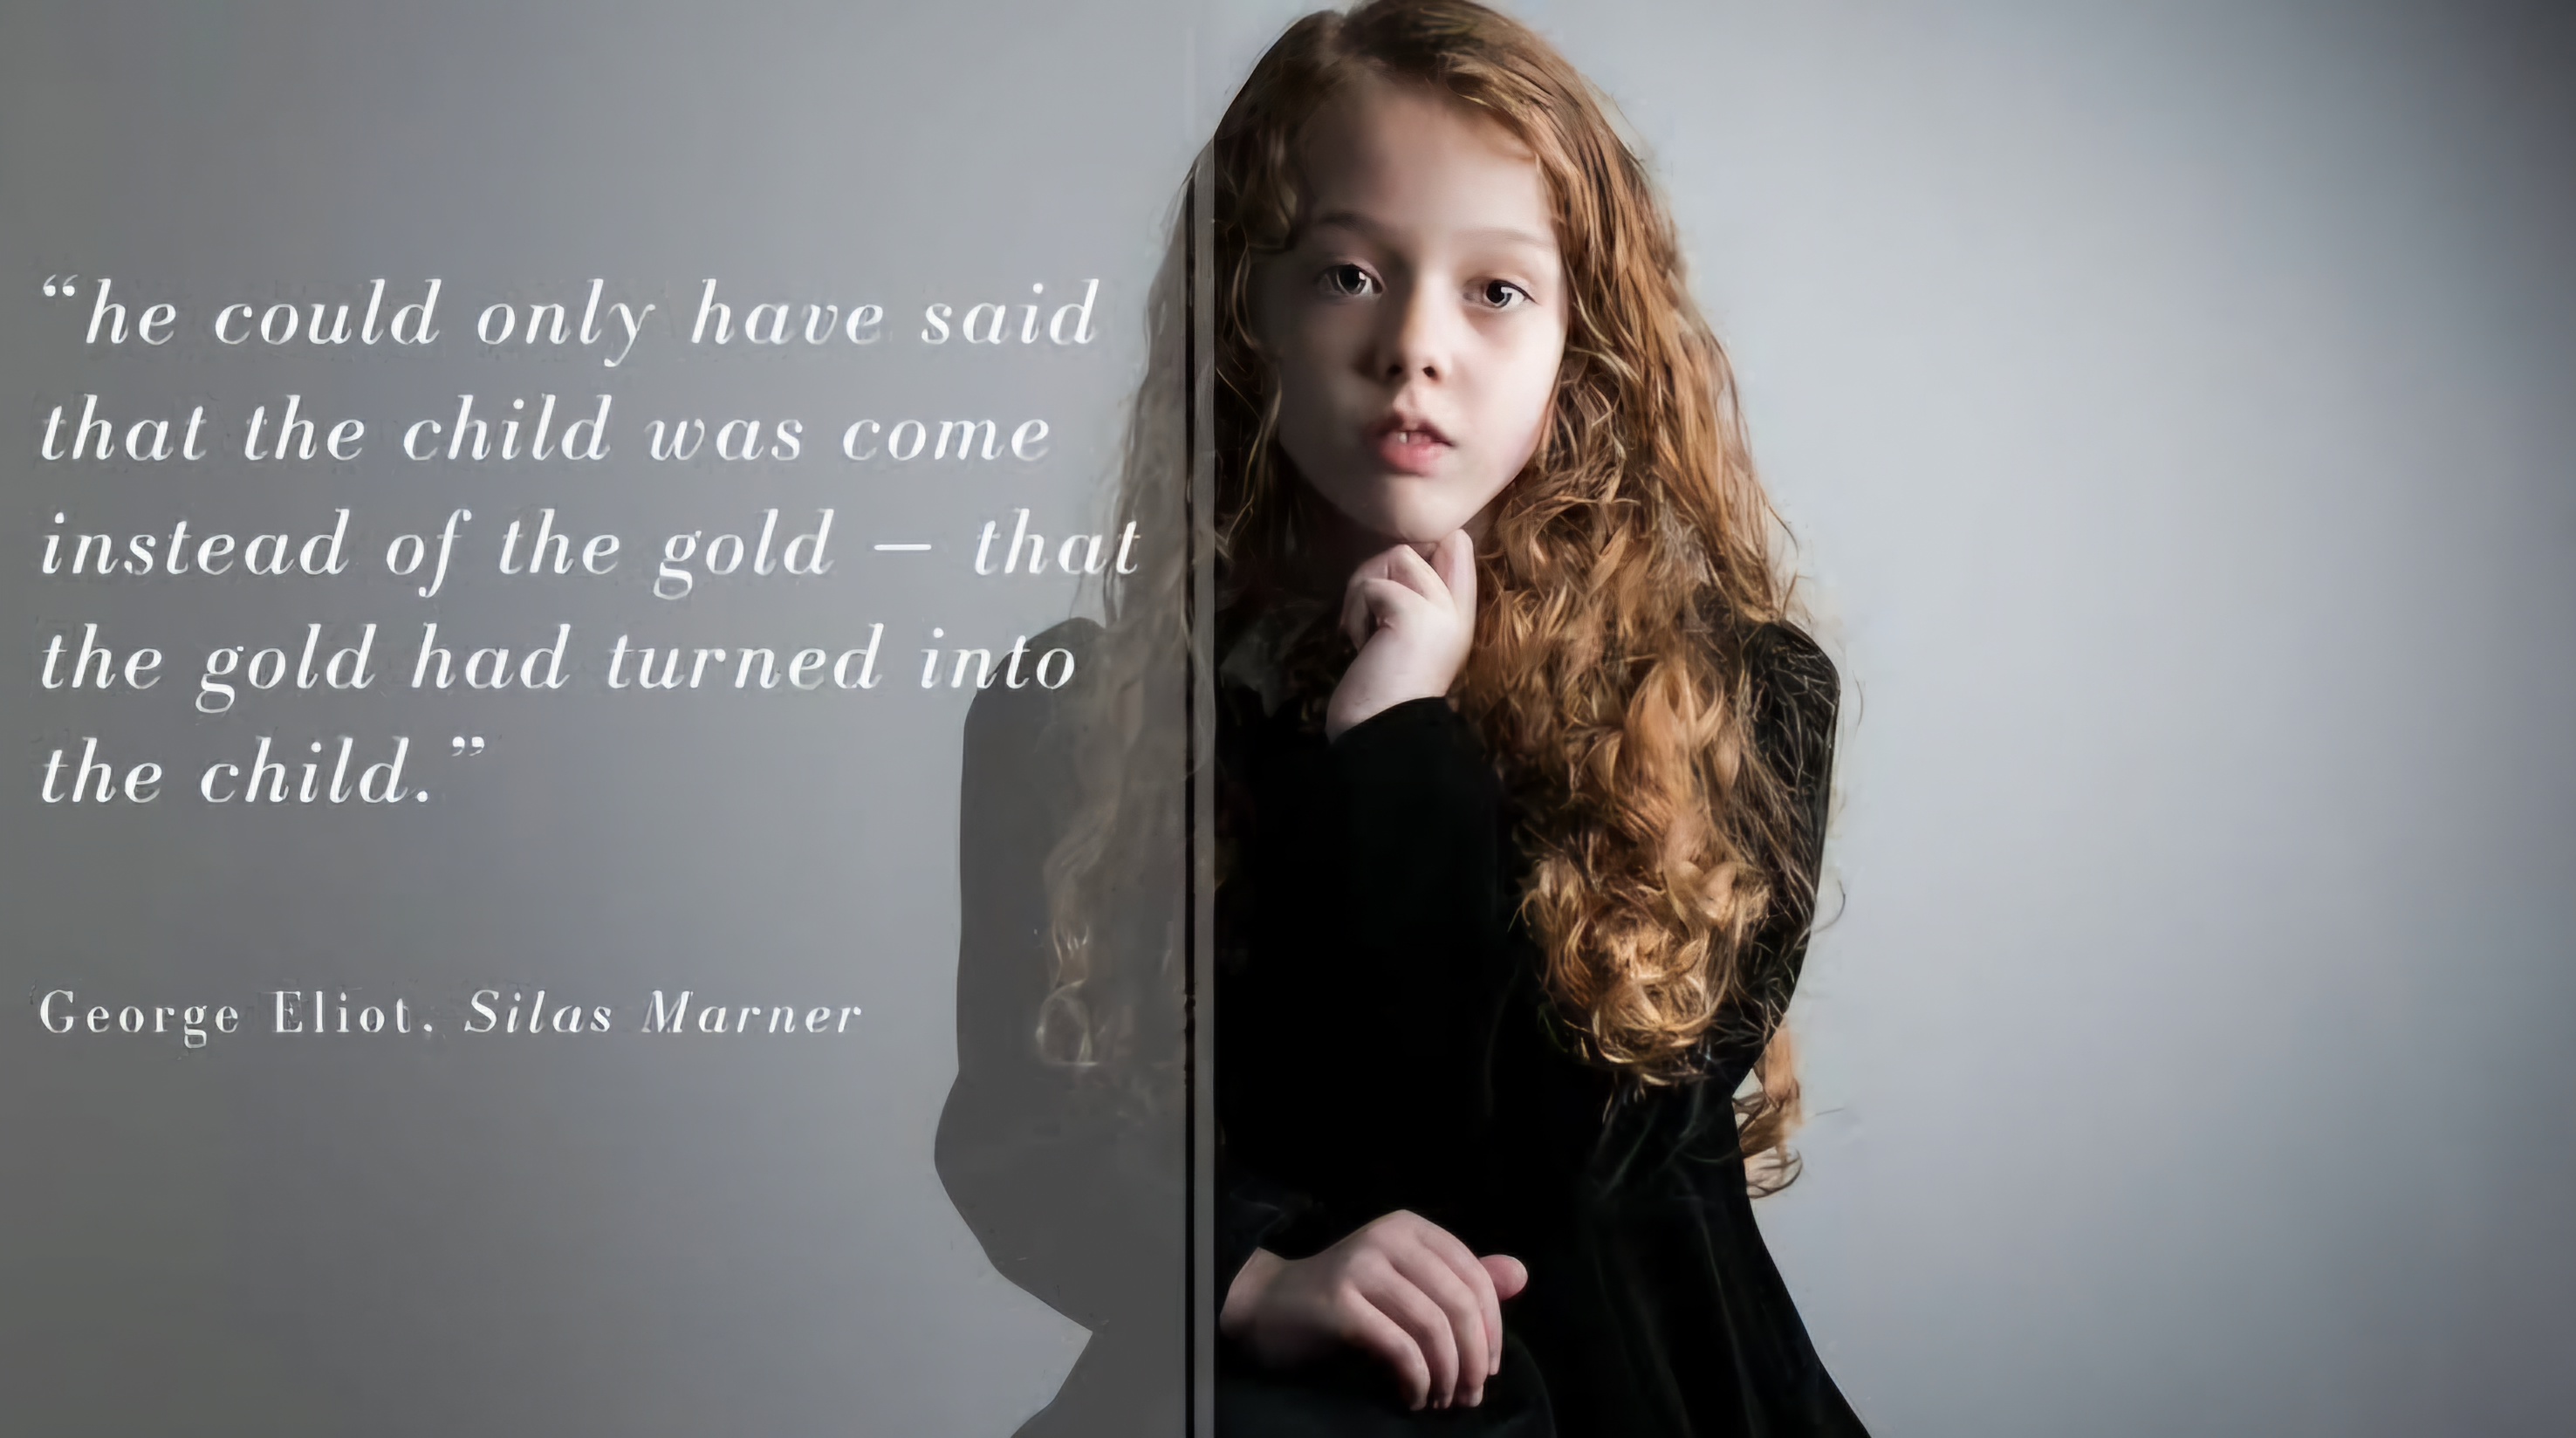 “he could only have said
that the child was come
instead of the gold — that
the gold had turned into
the child.”
George Eliot, Silas Marner